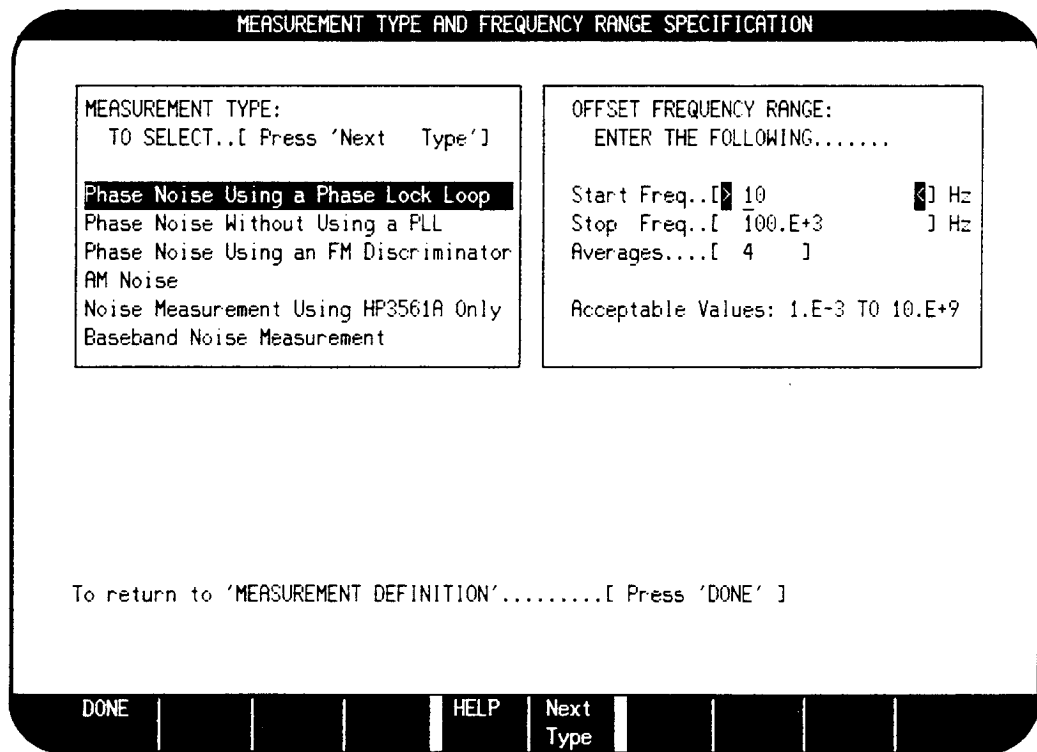 MEASUREMENT TYPE AND FREQUENCY RANGE SPECIFICATION
MEASUREMENT TYPE:
TO SELECT..[ Press 'Next Type']
Phase Noise Using a Phase Lock Loop
Phase Noise Without Using a PLL
Phase Noise Using an FM Discriminator
AM Noise
Noise Measurement Using HP3561A Only
Baseband Noise Measurement
OFFSET FREQUENCY RANGE:
ENTER THE FOLLOWING.......
Start Freq..[> 10 <] Hz
Stop Freq..[ 100.E+3 ] Hz
Averages....[ 4 ]
Acceptable Values: 1.E-3 TO 10.E+9
To return to 'MEASUREMENT DEFINITION'.........[ Press 'DONE' ]
DONE HELP Next
Type